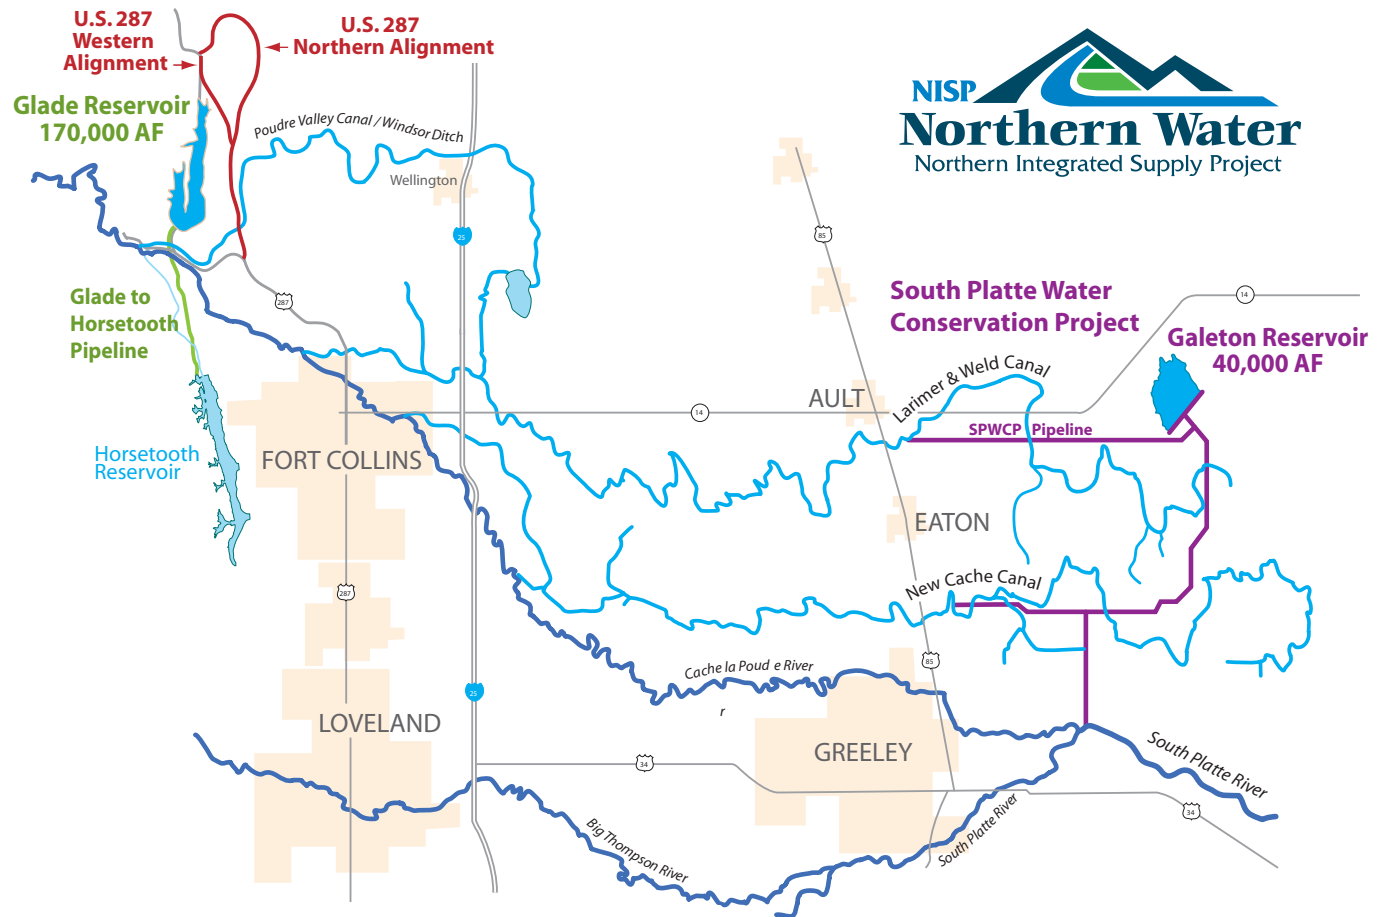 U.S. 287
Western
Alignment
U.S. 287
Northern Alignment
Glade Reservoir
170,000 AF
Poudre Valley Canal / Windsor Ditch
Wellington
NISP
Northern Water
Northern Integrated Supply Project
25
85
287
Glade to
Horsetooth
Pipeline
South Platte Water
Conservation Project
14
Galeton Reservoir
40,000 AF
Larimer & Weld Canal
AULT
14
SPWCP Pipeline
Horsetooth
Reservoir
FORT COLLINS
EATON
287
New Cache Canal
85
Cache la Poud e River
r
25
LOVELAND
GREELEY
34
South Platte River
34
Big Thompson River
South Platte River